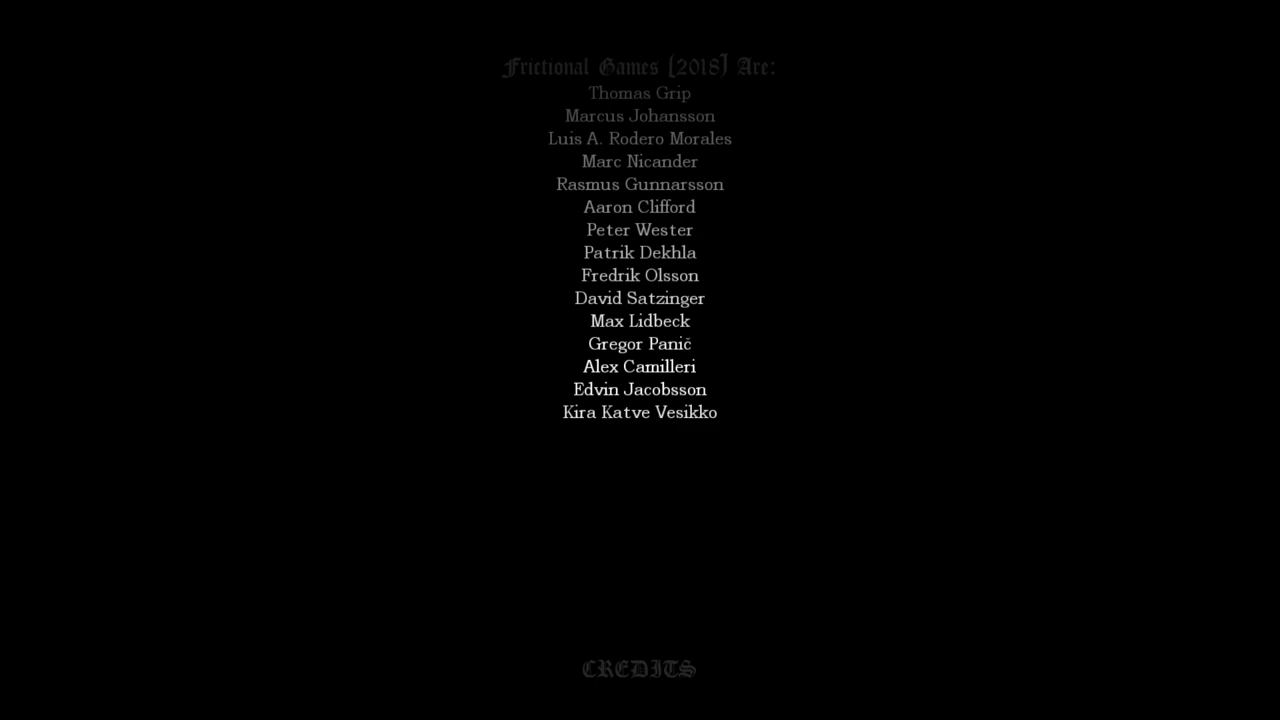 Frictional Games [2018] Are:
Thomas Grip
Marcus Johansson
Luis A. Rodero Morales
Marc Nicander
Rasmus Gunnarsson
Aaron Clifford
Peter Wester
Patrik Dekhla
Fredrik Olsson
David Satzinger
Max Lidbeck
Gregor Panič
Alex Camilleri
Edvin Jacobsson
Kira Katve Vesikko
CREDITS